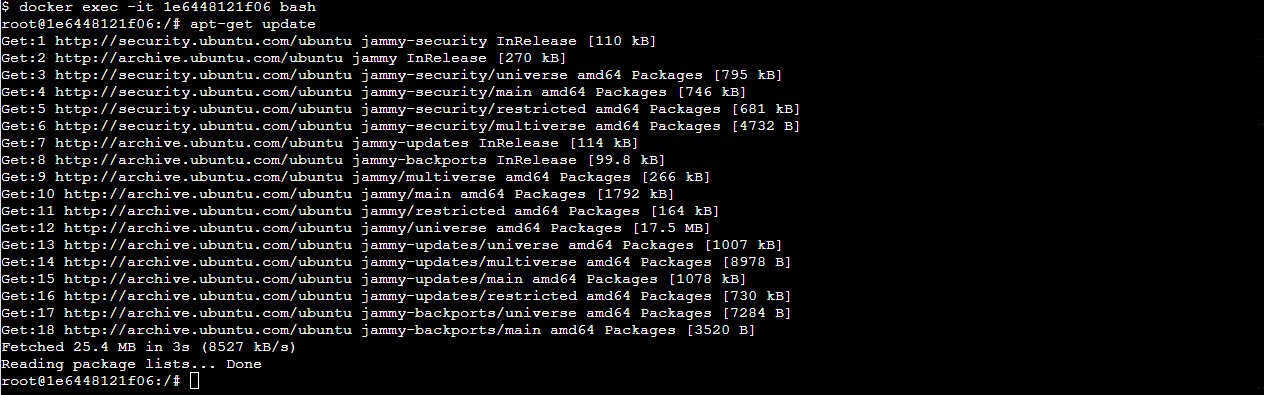 $ docker exec -it 1e6448121f06 bash
root@1e6448121f06:/# apt-get update
Get:1 http://security.ubuntu.com/ubuntu jammy-security InRelease [110 kB]
Get:2 http://archive.ubuntu.com/ubuntu jammy InRelease [270 kB]
Get:3 http://security.ubuntu.com/ubuntu jammy-security/universe amd64 Packages [795 kB]
Get:4 http://security.ubuntu.com/ubuntu jammy-security/main amd64 Packages [746 kB]
Get:5 http://security.ubuntu.com/ubuntu jammy-security/restricted amd64 Packages [681 kB]
Get:6 http://security.ubuntu.com/ubuntu jammy-security/multiverse amd64 Packages [4732 B]
Get:7 http://archive.ubuntu.com/ubuntu jammy-updates InRelease [114 kB]
Get:8 http://archive.ubuntu.com/ubuntu jammy-backports InRelease [99.8 kB]
Get:9 http://archive.ubuntu.com/ubuntu jammy/multiverse amd64 Packages [266 kB]
Get:10 http://archive.ubuntu.com/ubuntu jammy/main amd64 Packages [1792 kB]
Get:11 http://archive.ubuntu.com/ubuntu jammy/restricted amd64 Packages [164 kB]
Get:12 http://archive.ubuntu.com/ubuntu jammy/universe amd64 Packages [17.5 MB]
Get:13 http://archive.ubuntu.com/ubuntu jammy-updates/universe amd64 Packages [1007 kB]
Get:14 http://archive.ubuntu.com/ubuntu jammy-updates/multiverse amd64 Packages [8978 B]
Get:15 http://archive.ubuntu.com/ubuntu jammy-updates/main amd64 Packages [1078 kB]
Get:16 http://archive.ubuntu.com/ubuntu jammy-updates/restricted amd64 Packages [730 kB]
Get:17 http://archive.ubuntu.com/ubuntu jammy-backports/universe amd64 Packages [7284 B]
Get:18 http://archive.ubuntu.com/ubuntu jammy-backports/main amd64 Packages [3520 B]
Fetched 25.4 MB in 3s (8527 kB/s)
Reading package lists... Done
root@1e6448121f06:/#